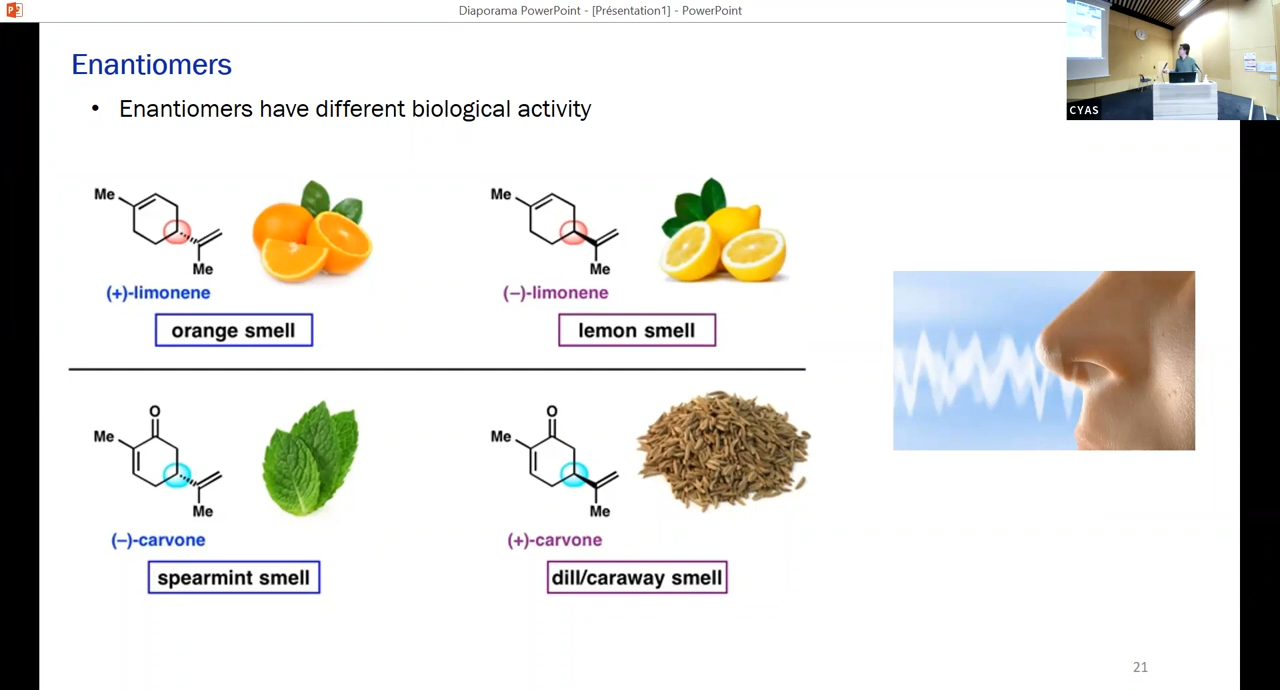 Diaporama PowerPoint - [Présentation1] - PowerPoint
CYAS
Enantiomers
• Enantiomers have different biological activity
Me
Me
(+)-limonene
orange smell
Me
Me
(−)-limonene
lemon smell
O
Me
Me
(−)-carvone
spearmint smell
O
Me
Me
(+)-carvone
dill/caraway smell
21